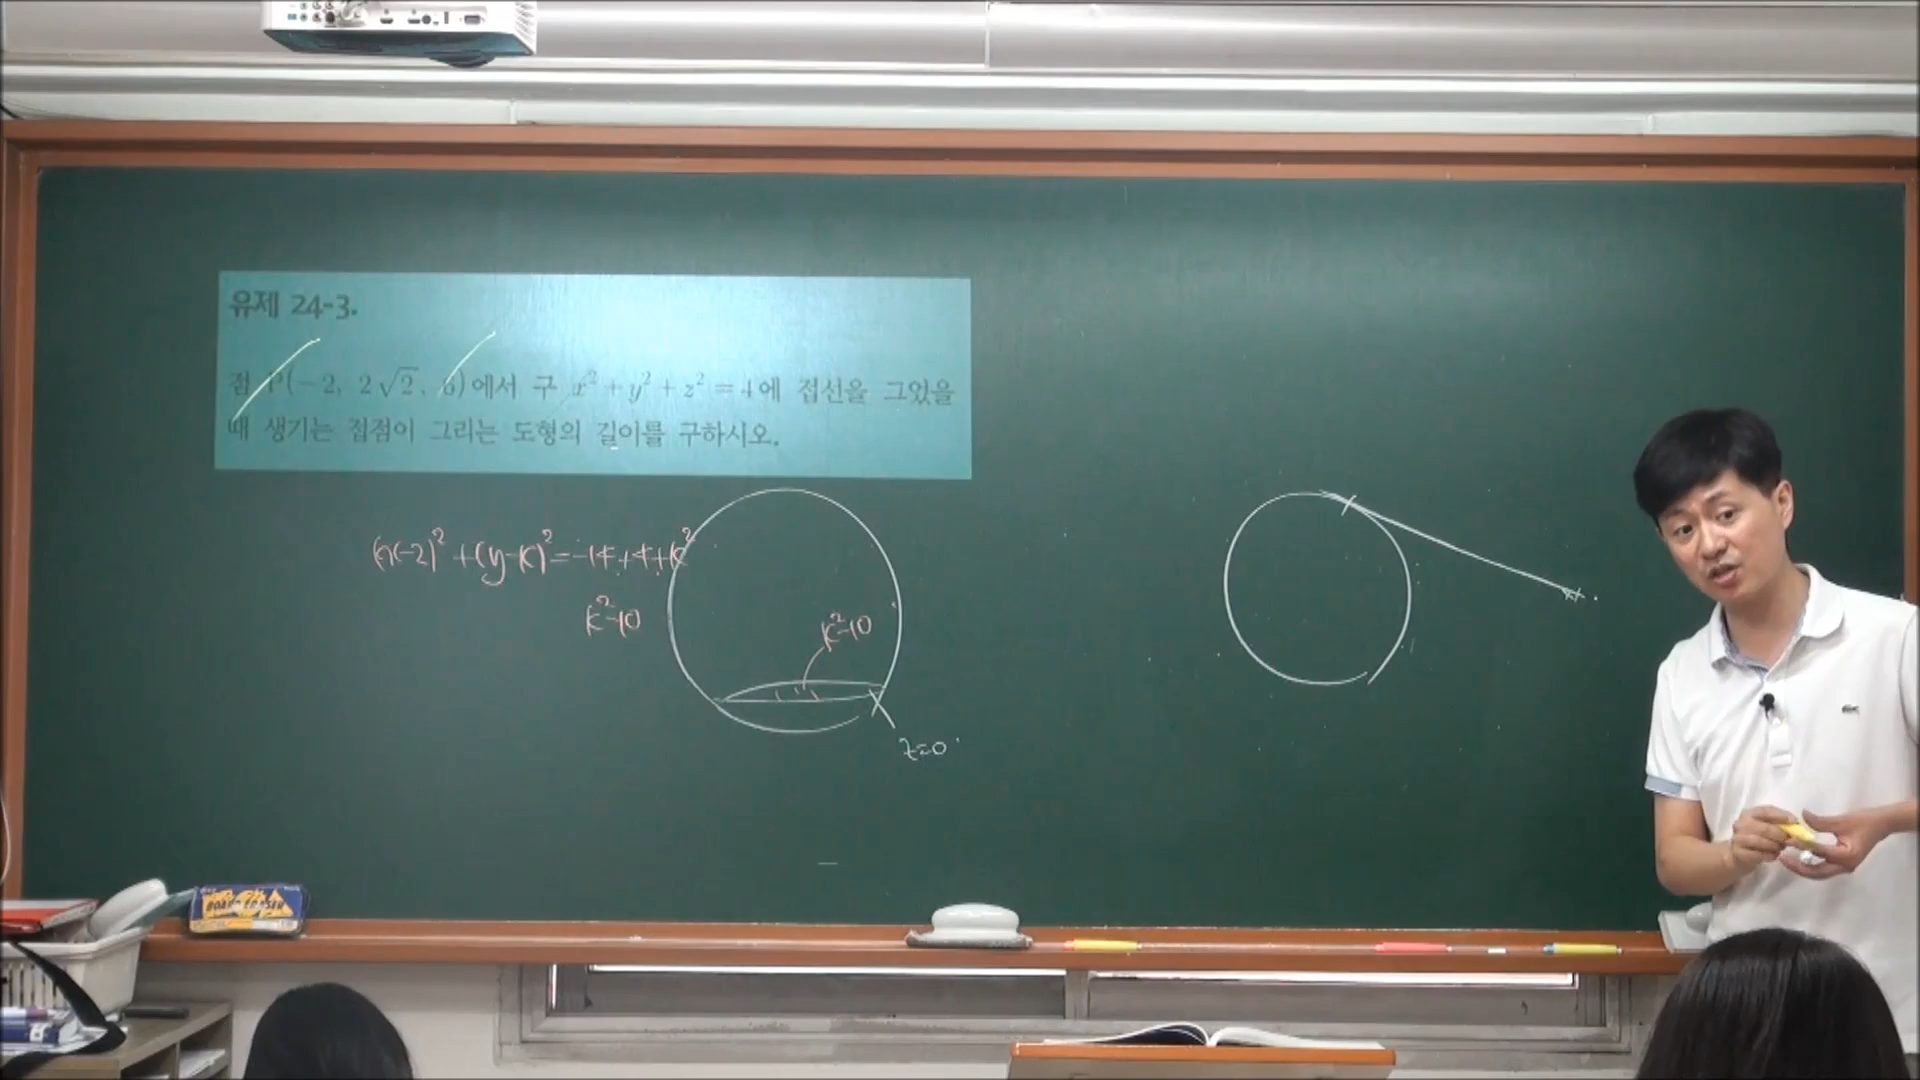 유제 24-3.
점 P(-2, 2√2, 6)에서 구 x²+y²+z²=4에 접선을 그었을
때 생기는 접점이 그리는 도형의 길이를 구하시오.
(x-2)²+(y-k)²=-14+4+k²
k²-10
k²-10
z=0
BOARD ERASER